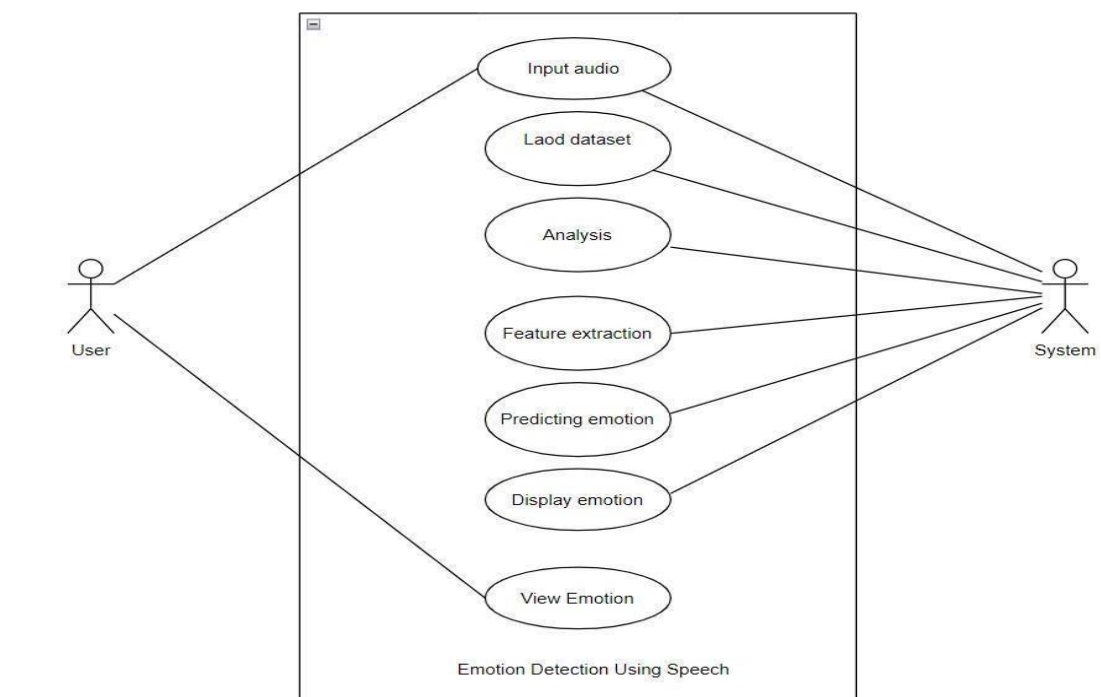 Input audio
Laod dataset
Analysis
Feature extraction
Predicting emotion
Display emotion
View Emotion
User
System
Emotion Detection Using Speech